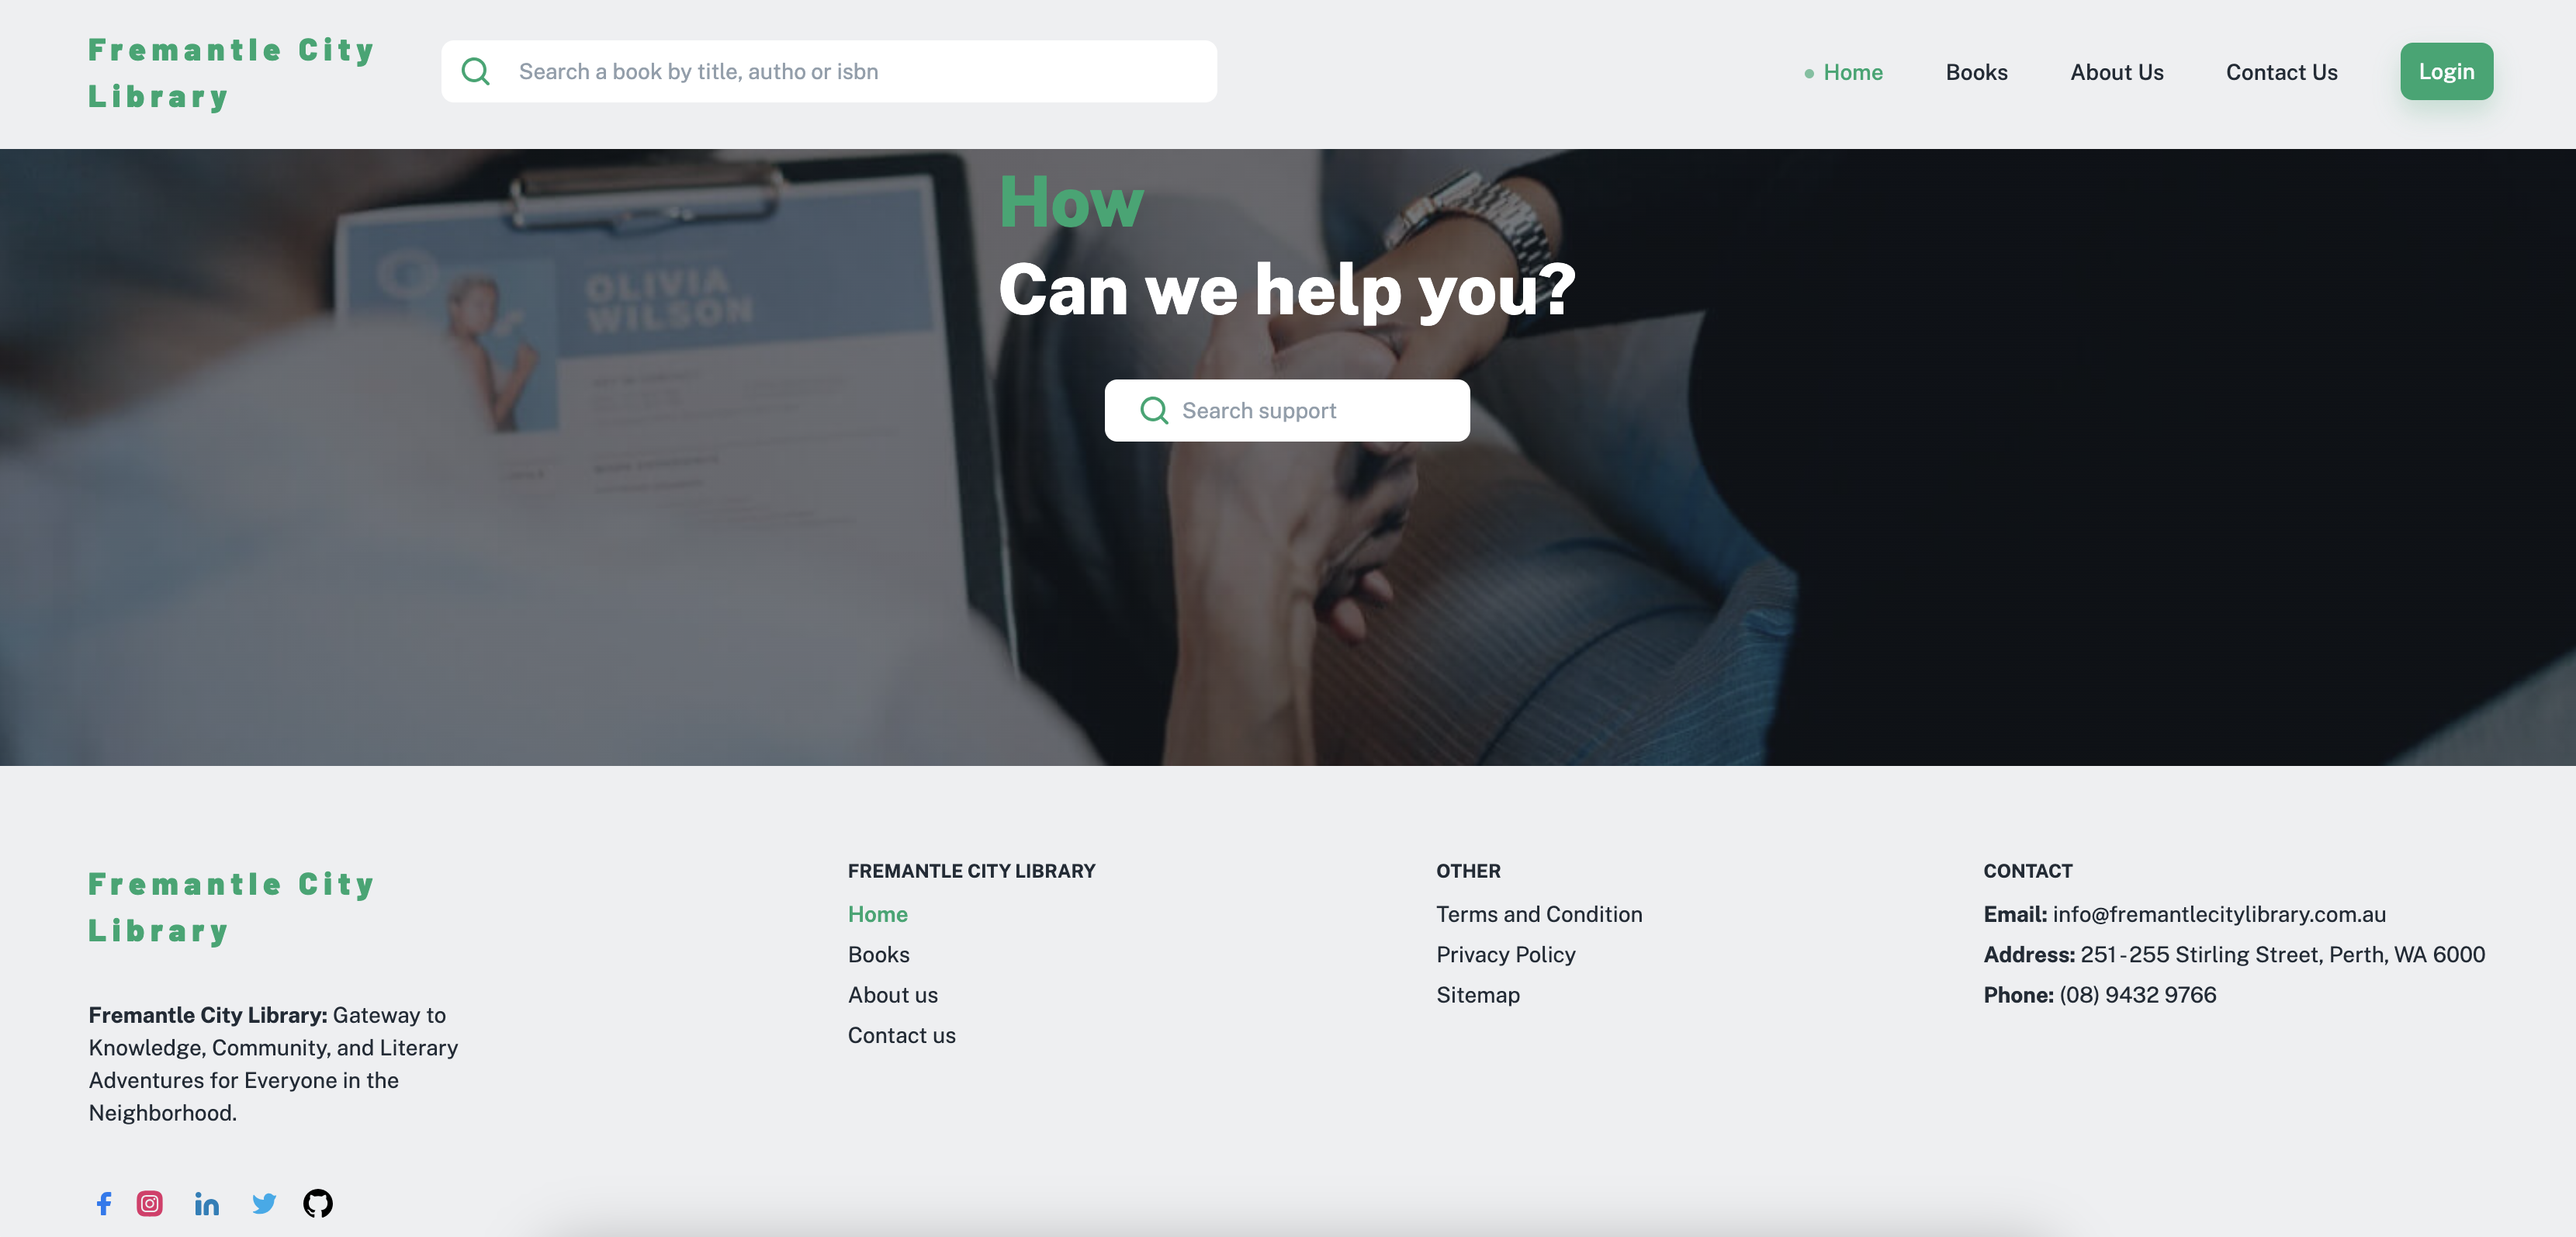 Fremantle City
Library
Search a book by title, autho or isbn
Home
Books
About Us
Contact Us
Login
How
Can we help you?
Search support
OLIVIA
WILSON
Fremantle City
Library
Fremantle City Library: Gateway to
Knowledge, Community, and Literary
Adventures for Everyone in the
Neighborhood.
FREMANTLE CITY LIBRARY
Home
Books
About us
Contact us
OTHER
Terms and Condition
Privacy Policy
Sitemap
CONTACT
Email: info@fremantlecitylibrary.com.au
Address: 251 - 255 Stirling Street, Perth, WA 6000
Phone: (08) 9432 9766